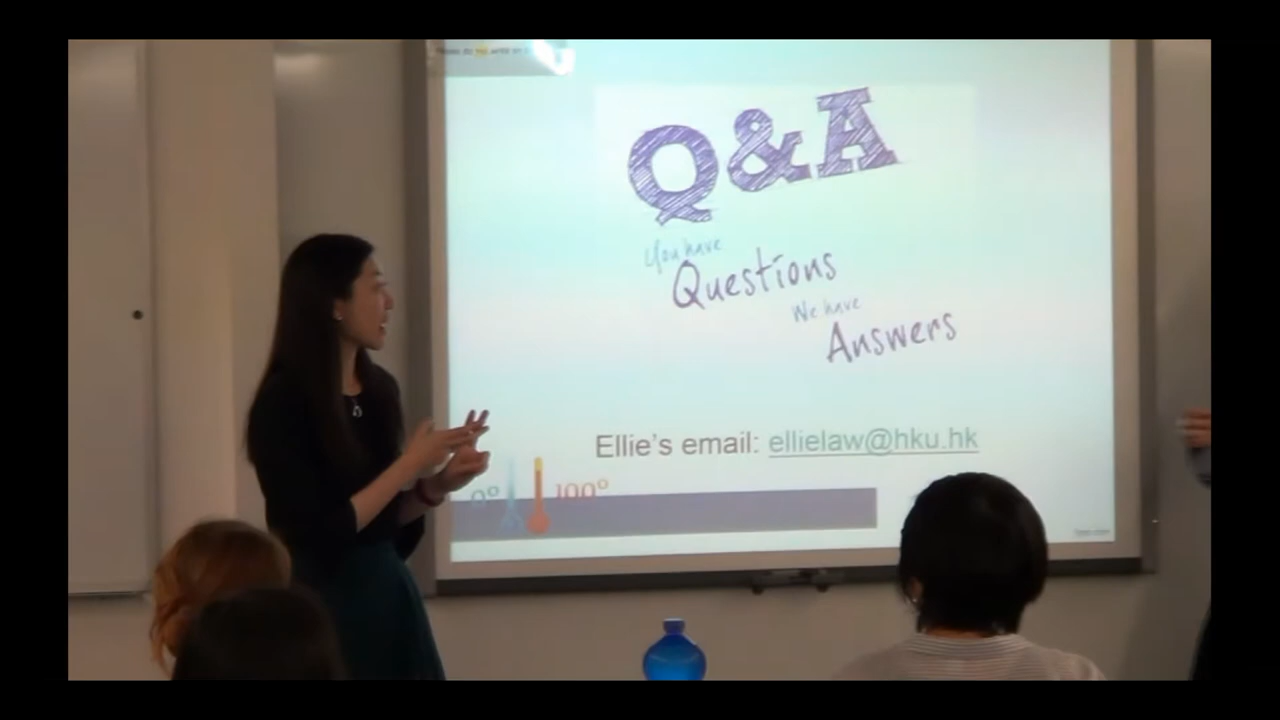 Q&A
You have
Questions
We have
Answers
Ellie's email: ellielaw@hku.hk
0° 100°